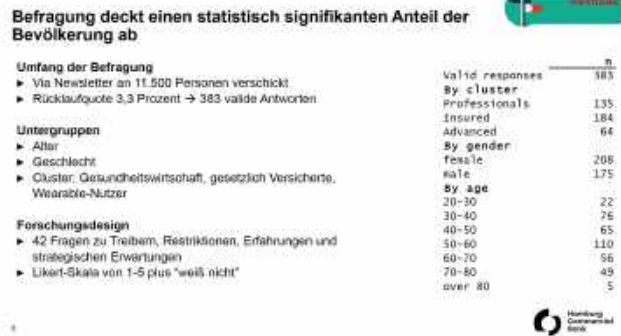 Befragung deckt einen statistisch signifikanten Anteil der
Bevölkerung ab
Umfang der Befragung
► Via Newsletter an 11.500 Personen verschickt
► Rücklaufquote 3,3 Prozent → 383 valide Antworten
Untergruppen
► Alter
► Geschlecht
► Cluster: Gesundheitswirtschaft, gesetzlich Versicherte,
Wearable-Nutzer
Forschungsdesign
► 42 Fragen zu Treibern, Restriktionen, Erfahrungen und
strategischen Erwartungen
► Likert-Skala von 1-5 plus "weiß nicht"
n
Valid responses 383
By cluster
Professionals 135
Insured 184
Advanced 64
By gender
female 208
male 175
By age
20-30 22
30-40 76
40-50 65
50-60 110
60-70 56
70-80 49
over 80 5
Hamburg
Commercial
Bank